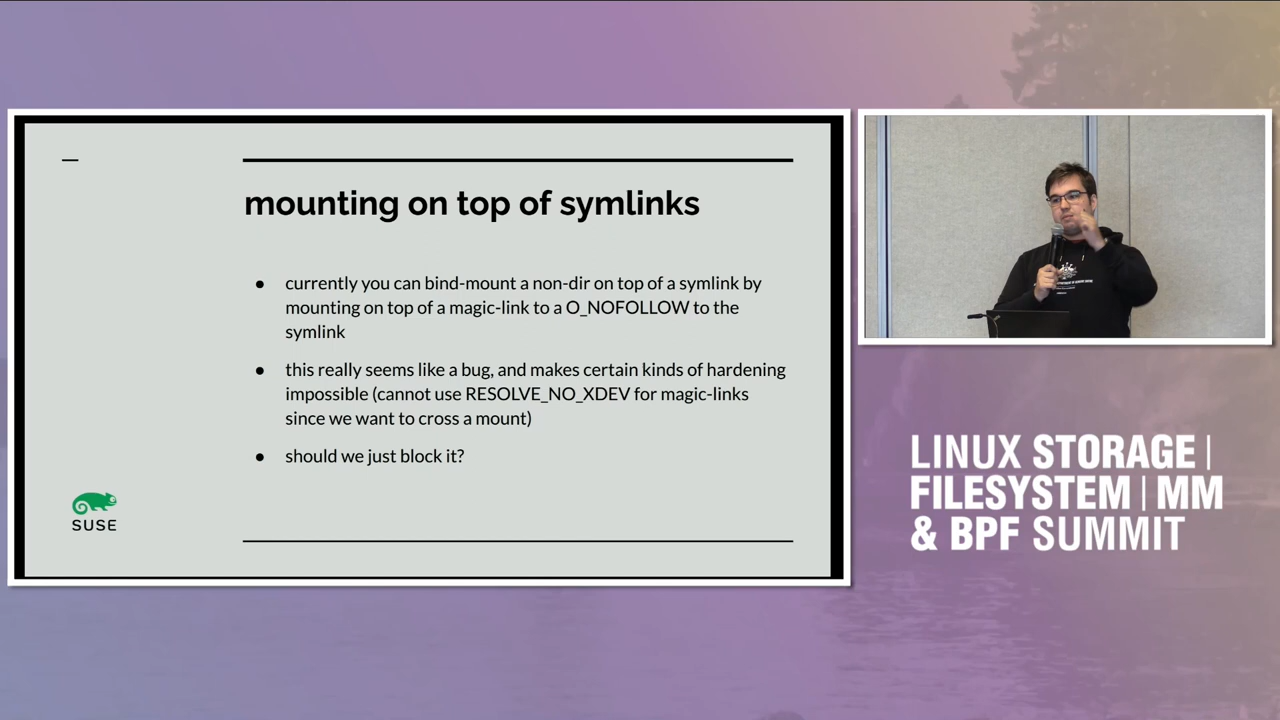 mounting on top of symlinks
● currently you can bind-mount a non-dir on top of a symlink by
mounting on top of a magic-link to a O_NOFOLLOW to the
symlink
● this really seems like a bug, and makes certain kinds of hardening
impossible (cannot use RESOLVE_NO_XDEV for magic-links
since we want to cross a mount)
● should we just block it?
SUSE
LINUX STORAGE |
FILESYSTEM | MM
& BPF SUMMIT